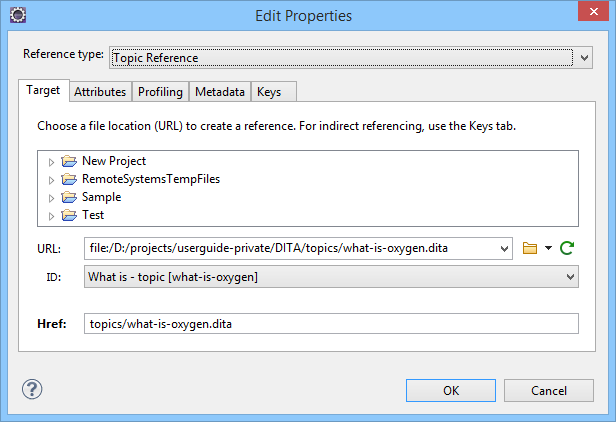 Edit Properties
Reference type: Topic Reference
Target Attributes Profiling Metadata Keys
Choose a file location (URL) to create a reference. For indirect referencing, use the Keys tab.
New Project
RemoteSystemsTempFiles
Sample
Test
URL: file:/D:/projects/userguide-private/DITA/topics/what-is-oxygen.dita
ID: What is - topic [what-is-oxygen]
Href: topics/what-is-oxygen.dita
OK Cancel